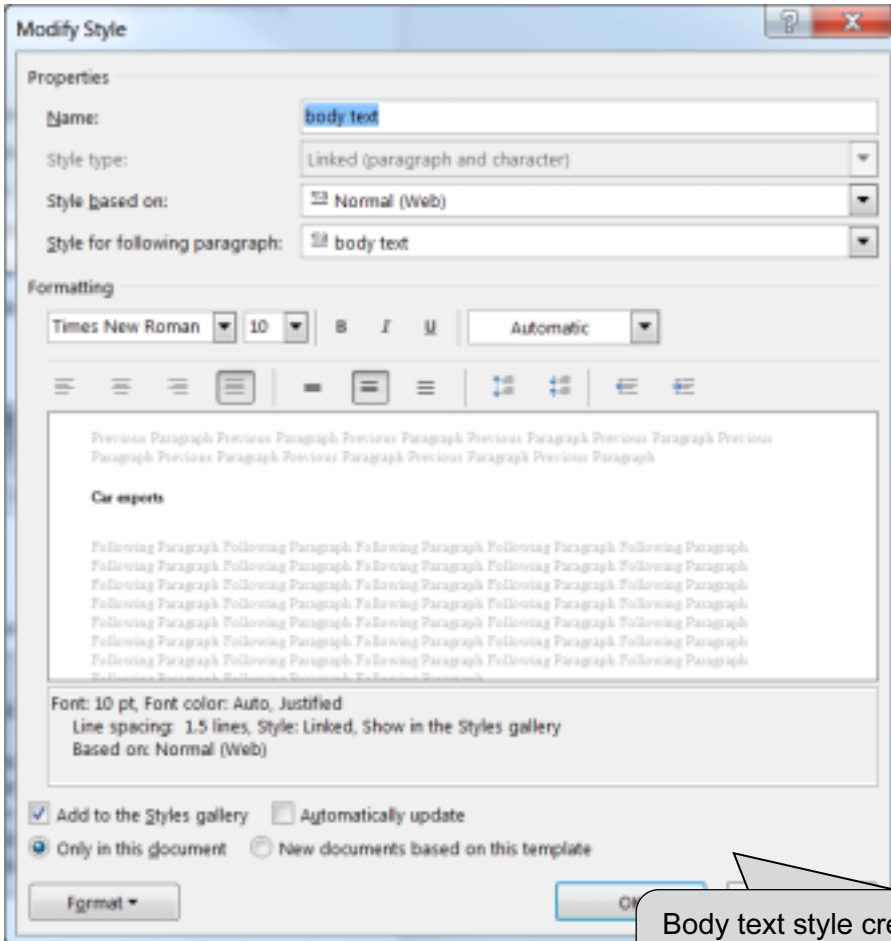 Modify Style
Properties
Name: body text
Style type: Linked (paragraph and character)
Style based on: Normal (Web)
Style for following paragraph: body text
Formatting
Times New Roman 10 B I U Automatic
Previous Paragraph Previous Paragraph Previous Paragraph Previous Paragraph Previous Paragraph Previous
Paragraph Previous Paragraph Previous Paragraph Previous Paragraph Previous Paragraph
Car exports
Following Paragraph Following Paragraph Following Paragraph Following Paragraph Following Paragraph
Following Paragraph Following Paragraph Following Paragraph Following Paragraph Following Paragraph
Following Paragraph Following Paragraph Following Paragraph Following Paragraph Following Paragraph
Following Paragraph Following Paragraph Following Paragraph Following Paragraph Following Paragraph
Following Paragraph Following Paragraph Following Paragraph Following Paragraph Following Paragraph
Following Paragraph Following Paragraph Following Paragraph Following Paragraph Following Paragraph
Following Paragraph Following Paragraph Following Paragraph Following Paragraph Following Paragraph
Following Paragraph Following Paragraph Following Paragraph
Font: 10 pt, Font color: Auto, Justified
Line spacing: 1.5 lines, Style: Linked, Show in the Styles gallery
Based on: Normal (Web)
Add to the Styles gallery Automatically update
Only in this document New documents based on this template
Format
Body text style